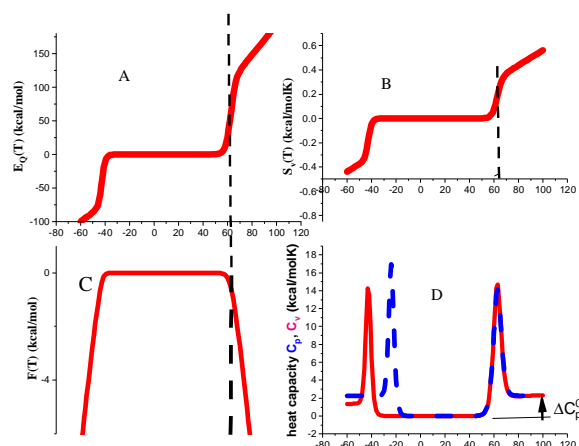 A
E_Q(T) (kcal/mol)
150
100
50
0
-50
-100
-60 -40 -20 0 20 40 60 80 100 120
B
S_v(T) (kcal/molK)
0.6
0.4
0.2
0.0
-0.2
-0.4
-0.6
-0.8
-80 -60 -40 -20 0 20 40 60 80 100 120
C
F(T) (kcal/mol)
0
-4
-60 -40 -20 0 20 40 60 80 100 120
D
heat capacity C_p, C_v (kcal/molK)
18
16
14
12
10
8
6
4
2
0
-2
ΔC_p^0
-80 -60 -40 -20 0 20 40 60 80 100 120